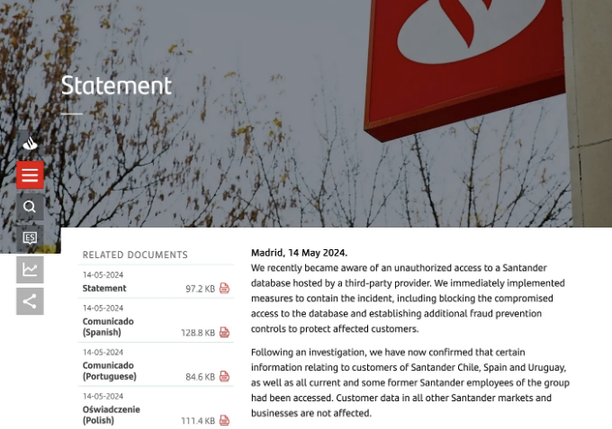 Statement
ES
RELATED DOCUMENTS
14-05-2024
Statement 97.2 KB
14-05-2024
Comunicado
(Spanish) 128.8 KB
14-05-2024
Comunicado
(Portuguese) 84.6 KB
14-05-2024
Oświadczenie
(Polish) 111.4 KB
Madrid, 14 May 2024.
We recently became aware of an unauthorized access to a Santander
database hosted by a third-party provider. We immediately implemented
measures to contain the incident, including blocking the compromised
access to the database and establishing additional fraud prevention
controls to protect affected customers.
Following an investigation, we have now confirmed that certain
information relating to customers of Santander Chile, Spain and Uruguay,
as well as all current and some former Santander employees of the group
had been accessed. Customer data in all other Santander markets and
businesses are not affected.